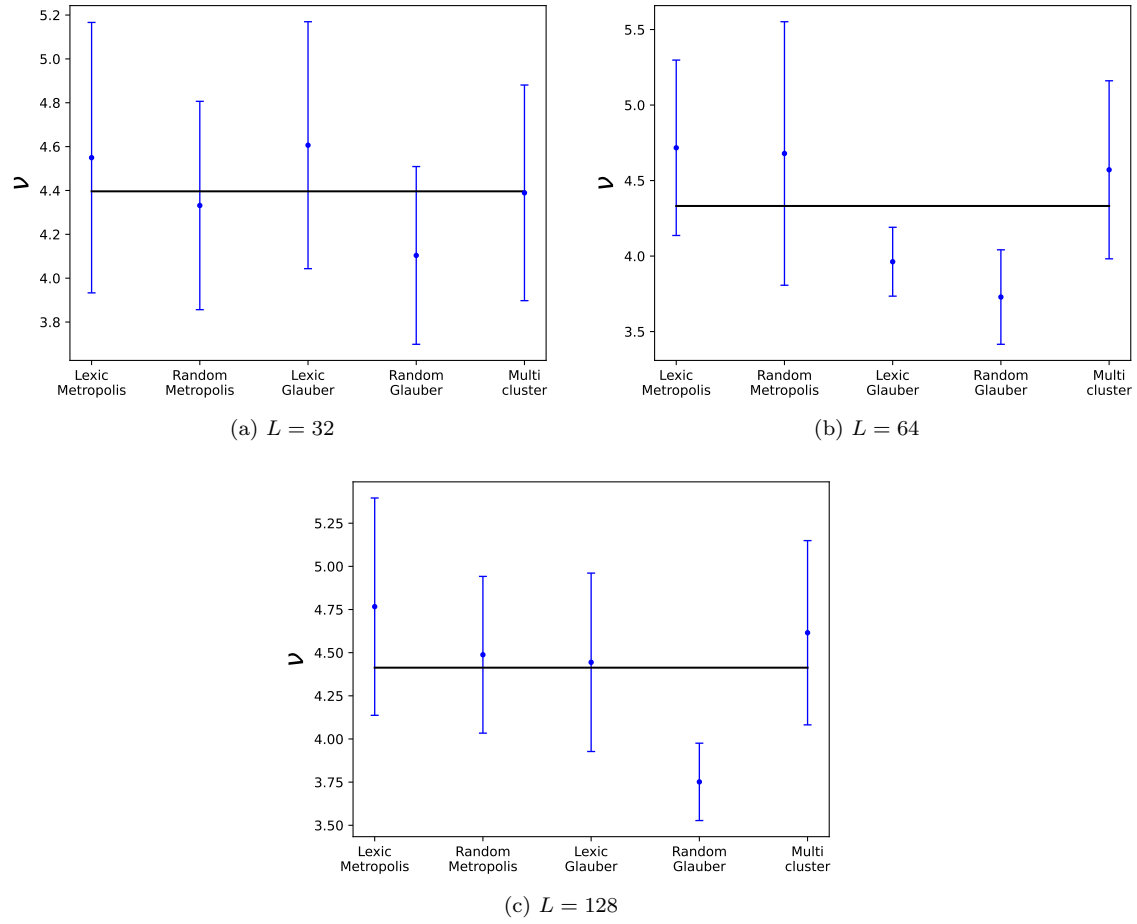 5.2
5.0
4.8
4.6
4.4
4.2
4.0
3.8
ν
Lexic Metropolis
Random Metropolis
Lexic Glauber
Random Glauber
Multi cluster
(a) L = 32
5.5
5.0
4.5
4.0
3.5
ν
Lexic Metropolis
Random Metropolis
Lexic Glauber
Random Glauber
Multi cluster
(b) L = 64
5.25
5.00
4.75
4.50
4.25
4.00
3.75
3.50
ν
Lexic Metropolis
Random Metropolis
Lexic Glauber
Random Glauber
Multi cluster
(c) L = 128